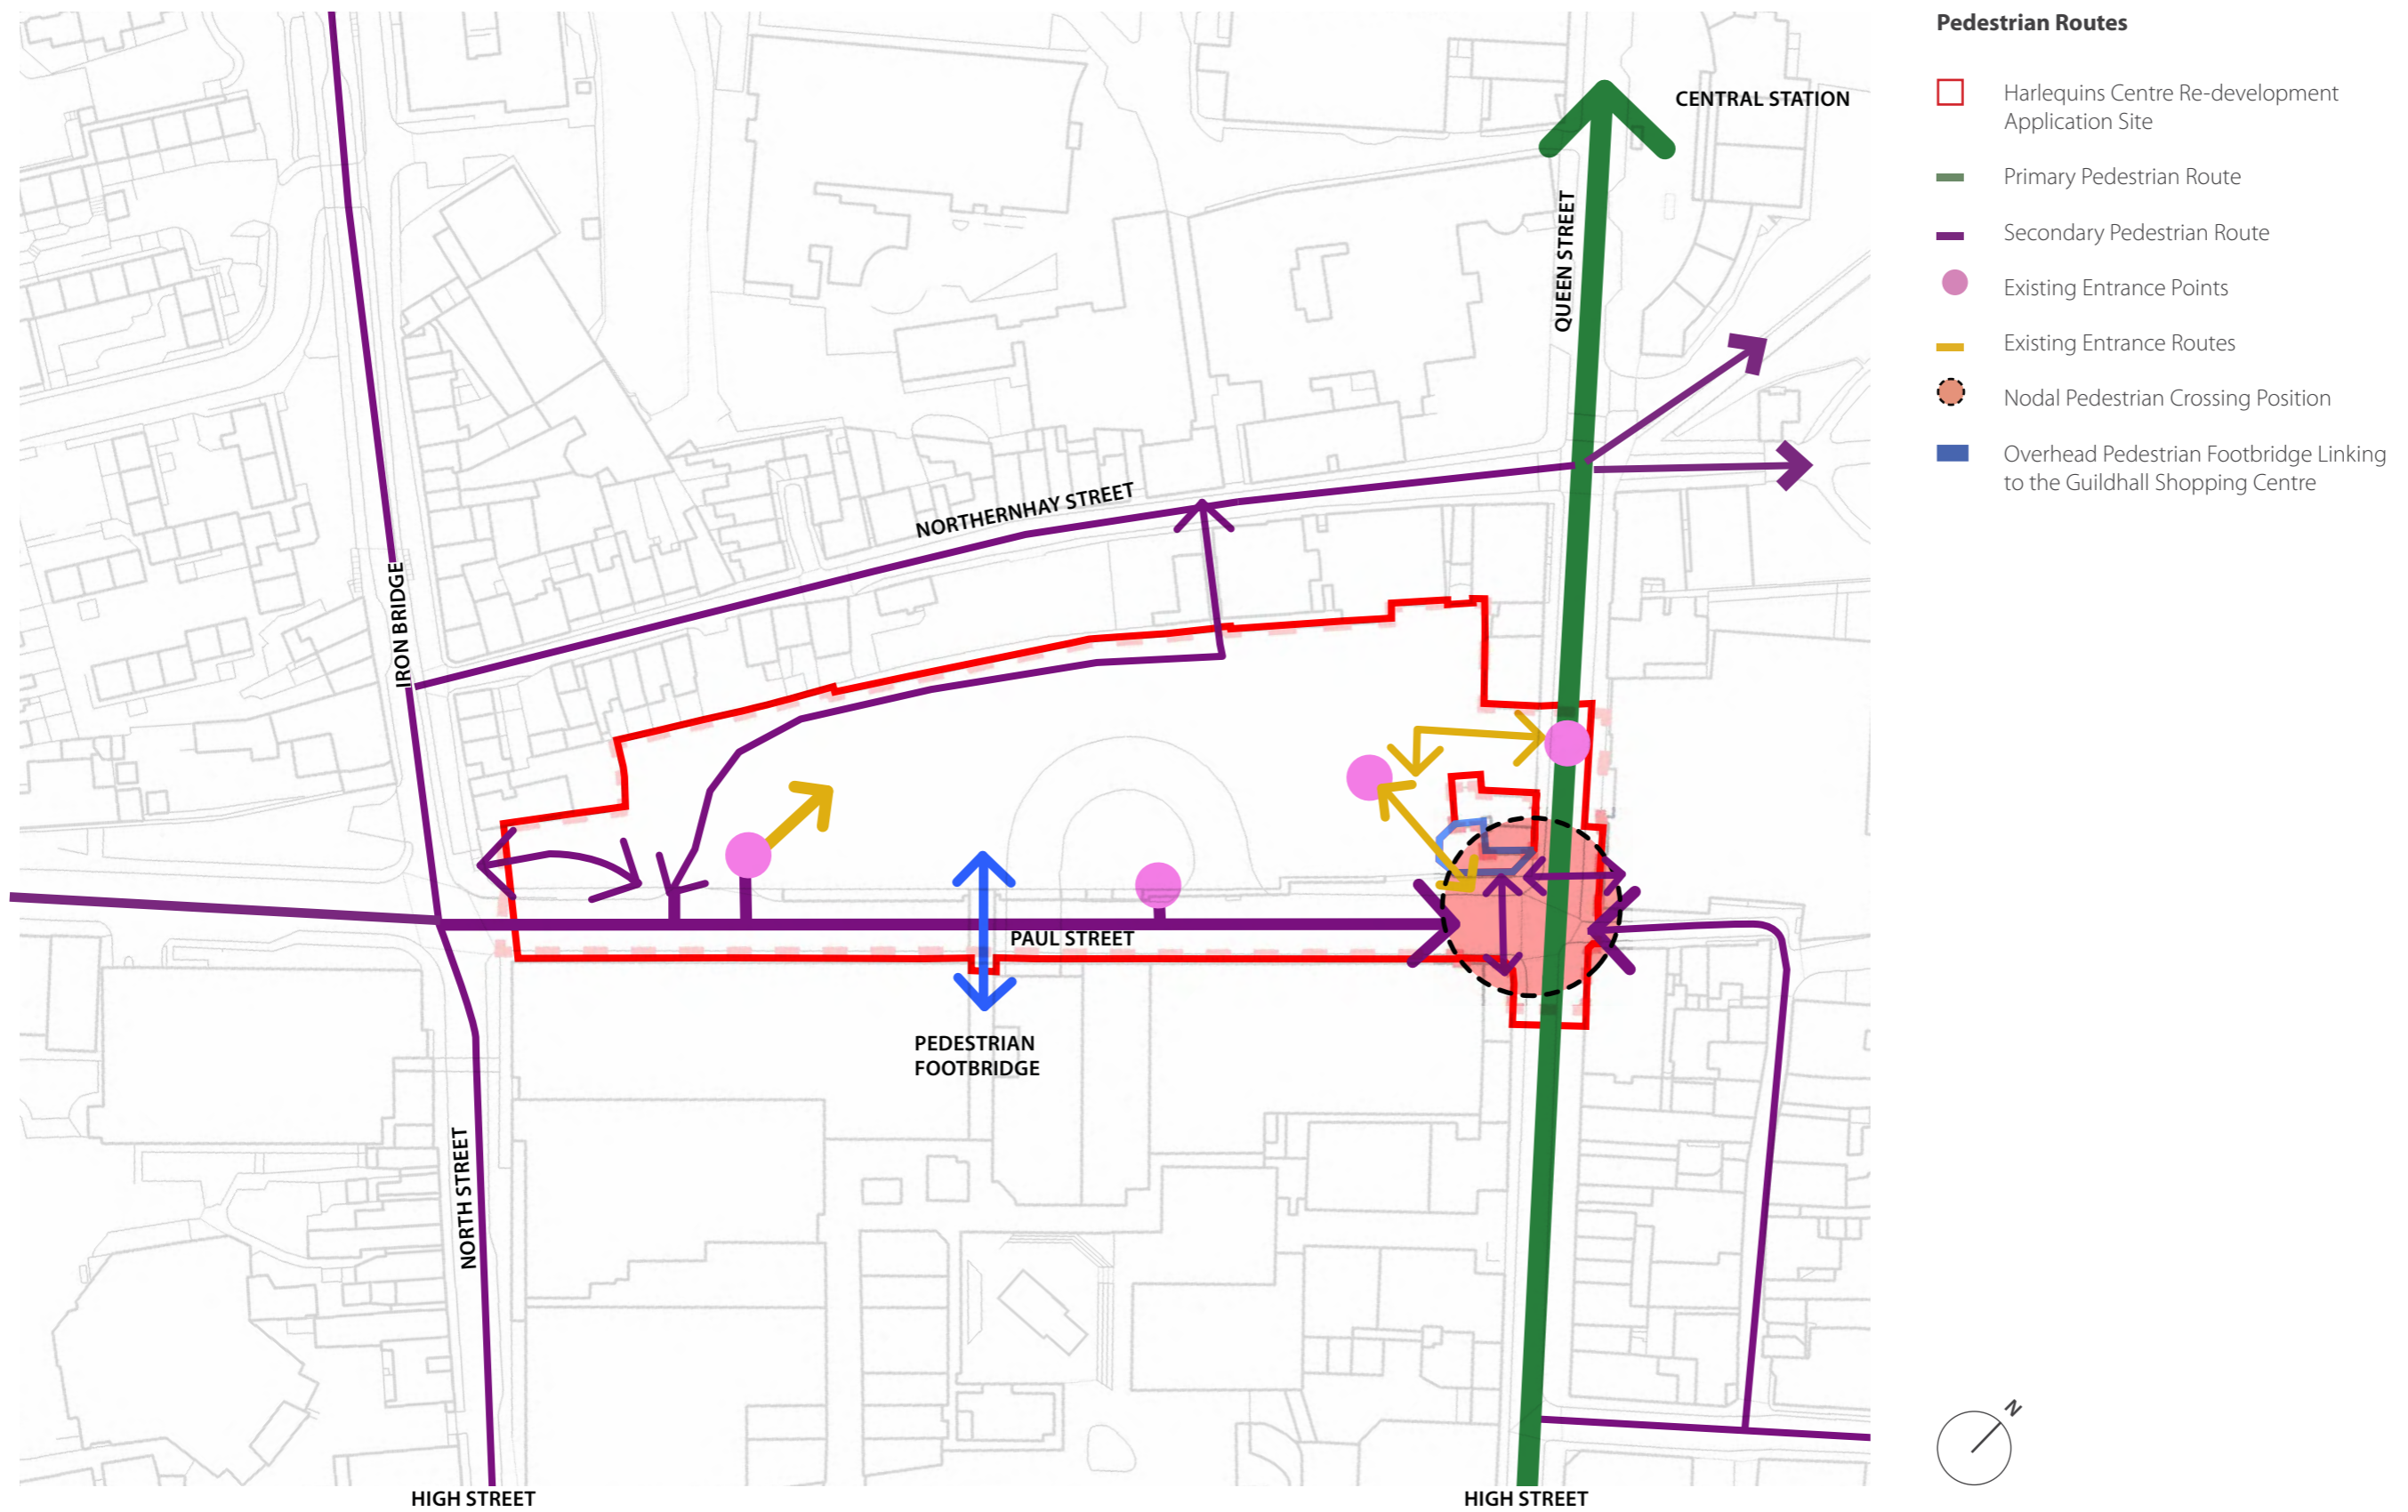 Pedestrian Routes
Harlequins Centre Re-development
Application Site
Primary Pedestrian Route
Secondary Pedestrian Route
Existing Entrance Points
Existing Entrance Routes
Nodal Pedestrian Crossing Position
Overhead Pedestrian Footbridge Linking
to the Guildhall Shopping Centre
CENTRAL STATION
QUEEN STREET
NORTHERNHAY STREET
IRON BRIDGE
PAUL STREET
PEDESTRIAN
FOOTBRIDGE
NORTH STREET
HIGH STREET
HIGH STREET
N